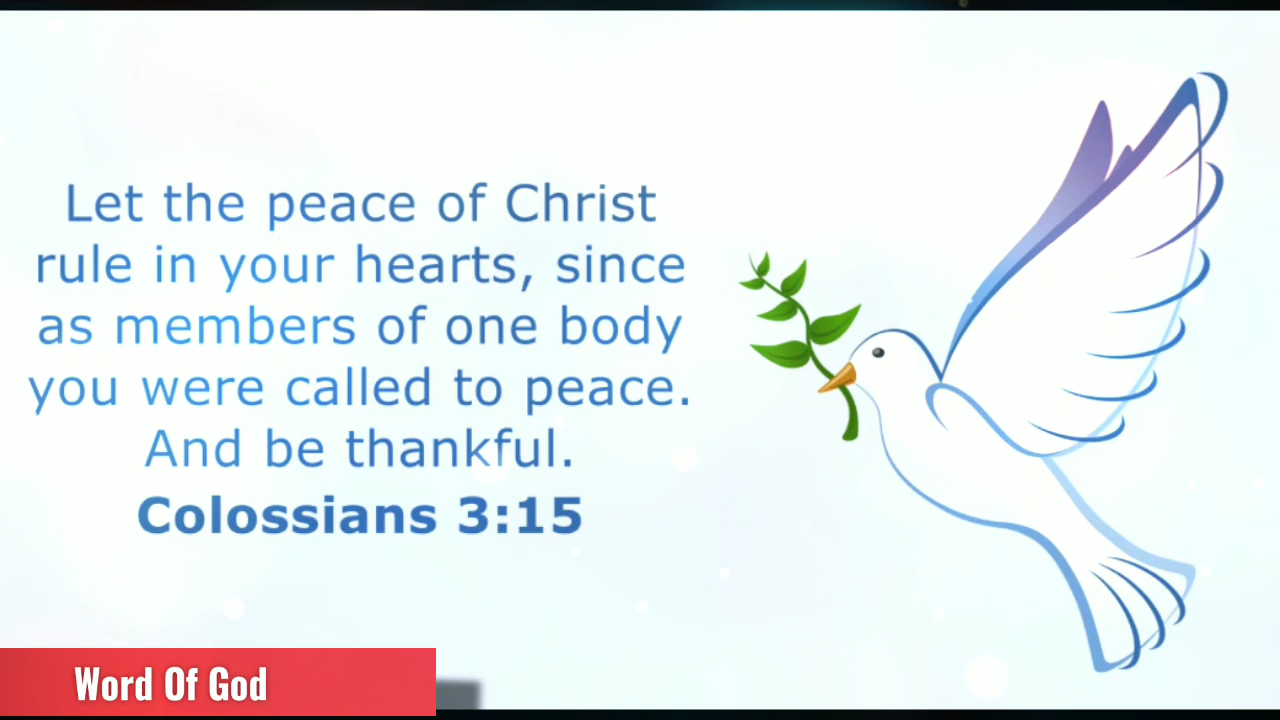 Let the peace of Christ
rule in your hearts, since
as members of one body
you were called to peace.
And be thankful.
Colossians 3:15
Word Of God